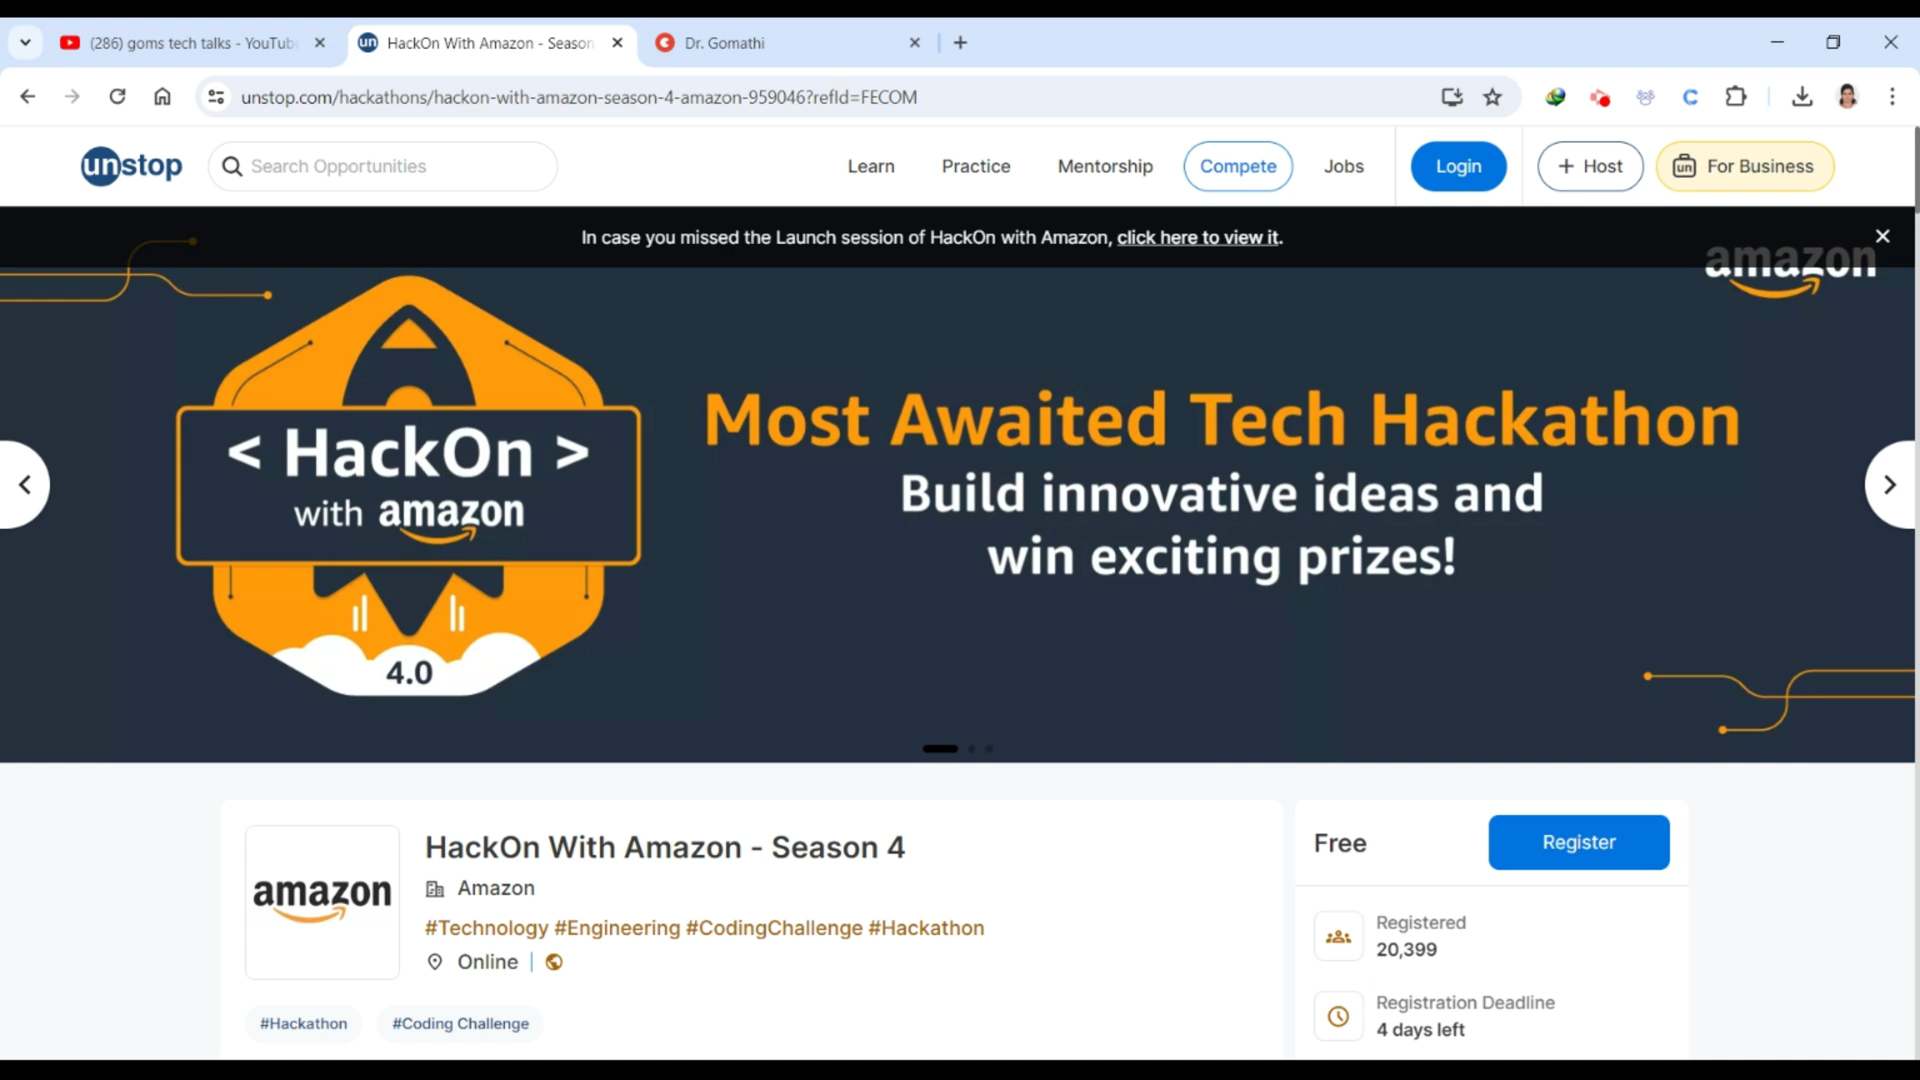 (286) goms tech talks - YouTub
HackOn With Amazon - Season
Dr. Gomathi
unstop.com/hackathons/hackon-with-amazon-season-4-amazon-959046?refId=FECOM
unstop
Search Opportunities
Learn
Practice
Mentorship
Compete
Jobs
Login
+ Host
un For Business
In case you missed the Launch session of HackOn with Amazon, click here to view it.
amazon
< HackOn >
with amazon
4.0
Most Awaited Tech Hackathon
Build innovative ideas and
win exciting prizes!
amazon
HackOn With Amazon - Season 4
Amazon
#Technology #Engineering #CodingChallenge #Hackathon
Online
#Hackathon
#Coding Challenge
Free
Register
Registered
20,399
Registration Deadline
4 days left